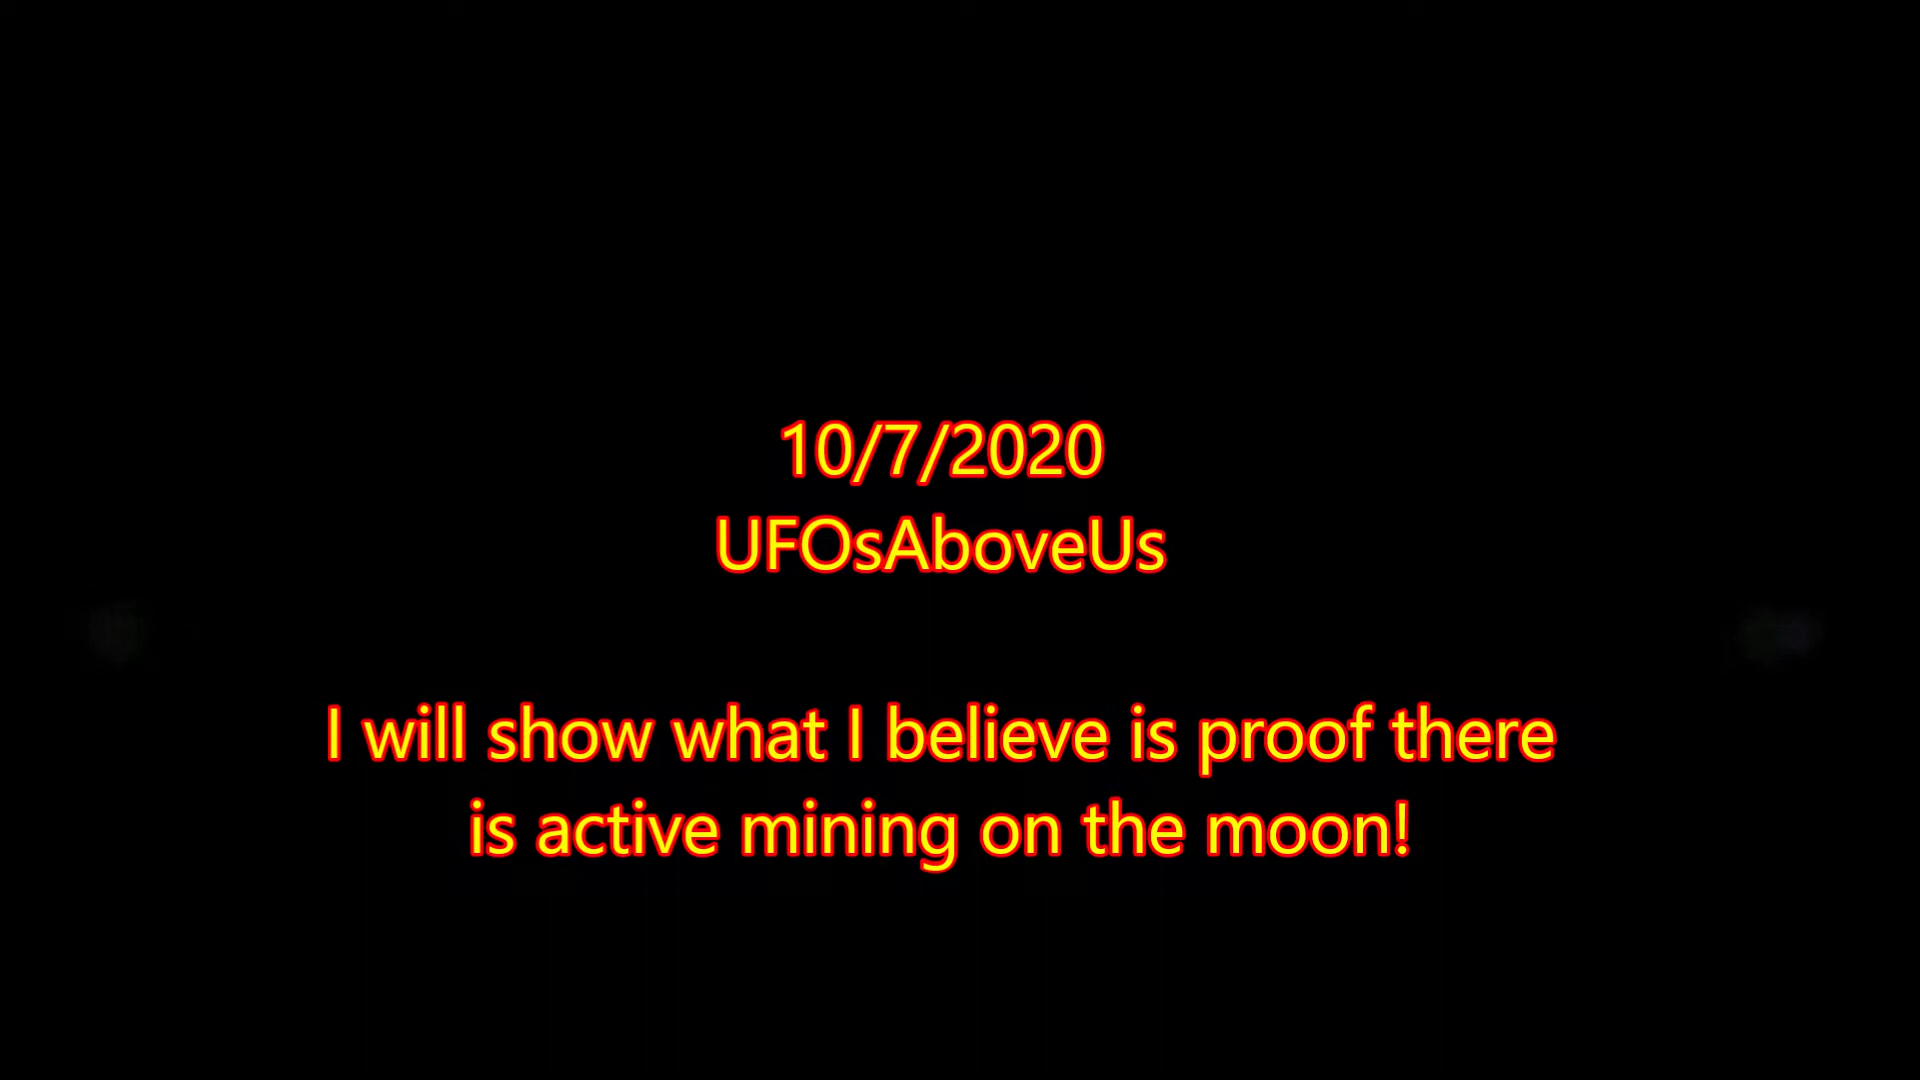 10/7/2020
UFOsAboveUs
I will show what I believe is proof there
is active mining on the moon!